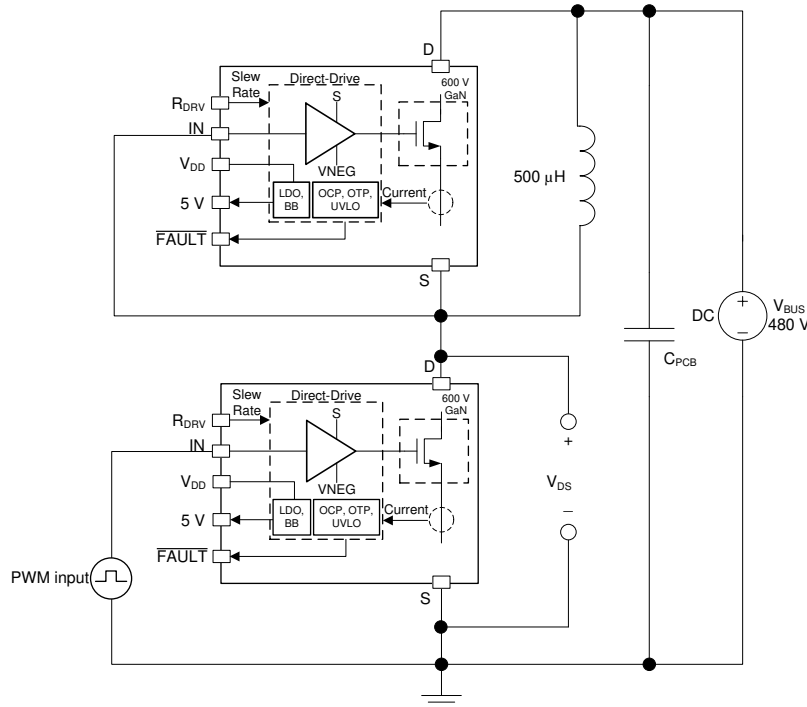 D
Slew
Rate
Direct-Drive
600 V
GaN
R_DRV
S
IN
V_DD
VNEG
LDO,
BB
OCP, OTP,
UVLO
Current
5 V
FAULT
S
500 μH
DC
+
–
V_BUS
480 V
C_PCB
D
Slew
Rate
Direct-Drive
600 V
GaN
R_DRV
S
IN
V_DD
VNEG
LDO,
BB
OCP, OTP,
UVLO
Current
5 V
FAULT
S
+
V_DS
–
PWM input